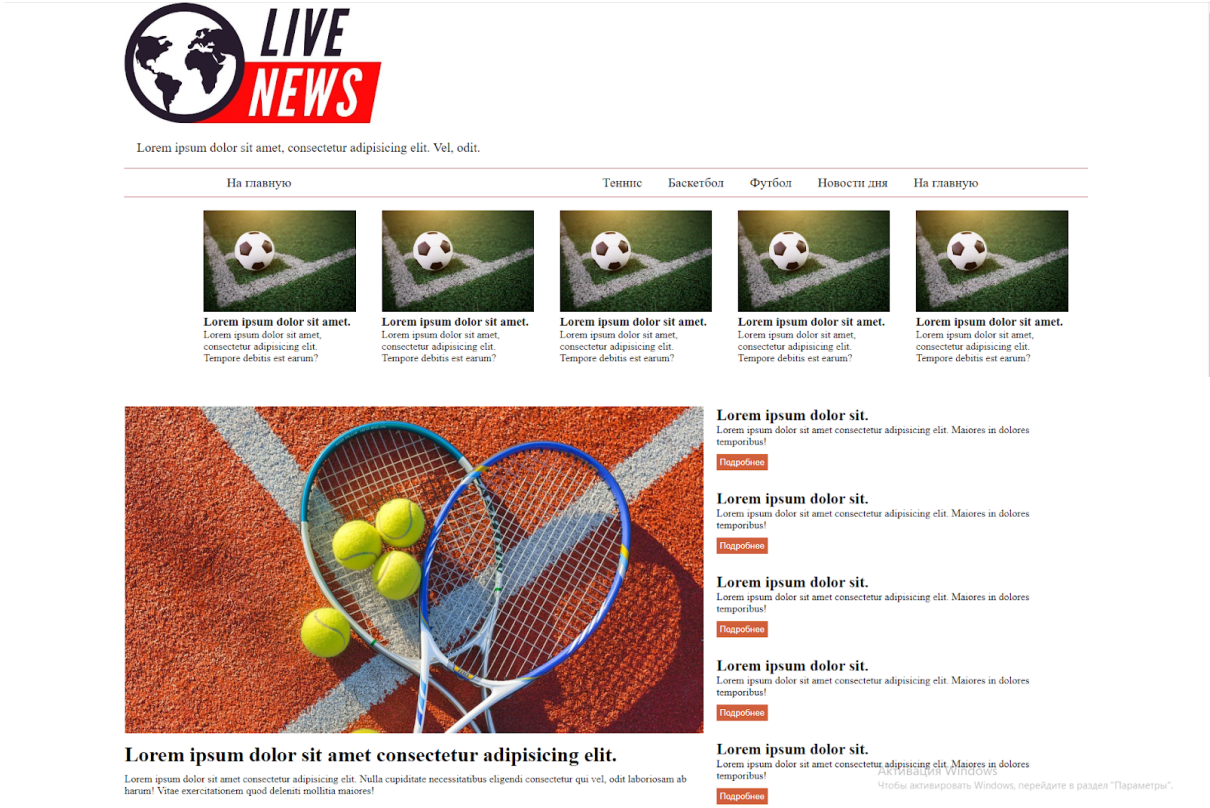 LIVE
NEWS
Lorem ipsum dolor sit amet, consectetur adipisicing elit. Vel, odit.
На главную Теннис Баскетбол Футбол Новости дня На главную
Lorem ipsum dolor sit amet.
Lorem ipsum dolor sit amet,
consectetur adipisicing elit.
Tempore debitis est earum?
Lorem ipsum dolor sit amet.
Lorem ipsum dolor sit amet,
consectetur adipisicing elit.
Tempore debitis est earum?
Lorem ipsum dolor sit amet.
Lorem ipsum dolor sit amet,
consectetur adipisicing elit.
Tempore debitis est earum?
Lorem ipsum dolor sit amet.
Lorem ipsum dolor sit amet,
consectetur adipisicing elit.
Tempore debitis est earum?
Lorem ipsum dolor sit amet.
Lorem ipsum dolor sit amet,
consectetur adipisicing elit.
Tempore debitis est earum?
Lorem ipsum dolor sit amet consectetur adipisicing elit.
Lorem ipsum dolor sit amet consectetur adipisicing elit. Nulla cupiditate necessitatibus eligendi consectetur qui vel, odit laboriosam ab
harum! Vitae exercitationem quod deleniti mollitia maiores!
Lorem ipsum dolor sit.
Lorem ipsum dolor sit amet consectetur adipisicing elit. Maiores in dolores
temporibus!
Подробнее
Lorem ipsum dolor sit.
Lorem ipsum dolor sit amet consectetur adipisicing elit. Maiores in dolores
temporibus!
Подробнее
Lorem ipsum dolor sit.
Lorem ipsum dolor sit amet consectetur adipisicing elit. Maiores in dolores
temporibus!
Подробнее
Lorem ipsum dolor sit.
Lorem ipsum dolor sit amet consectetur adipisicing elit. Maiores in dolores
temporibus!
Подробнее
Lorem ipsum dolor sit.
Lorem ipsum dolor sit amet consectetur adipisicing elit. Maiores in dolores
temporibus!
Подробнее
Активация Windows
Чтобы активировать Windows, перейдите в раздел "Параметры".